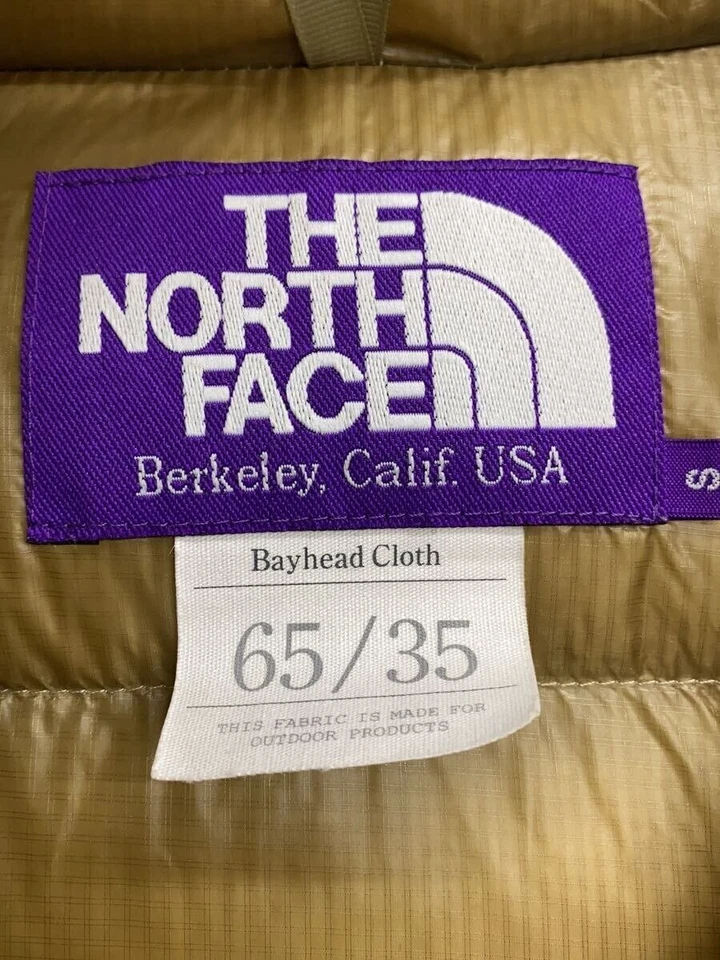 THE
NORTH
FACE
Berkeley, Calif. USA
S
Bayhead Cloth
65/35
THIS FABRIC IS MADE FOR
OUTDOOR PRODUCTS